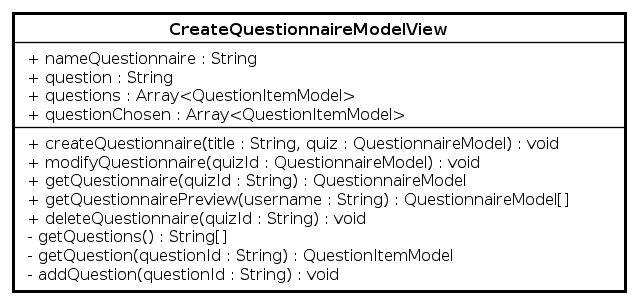 CreateQuestionnaireModelView
+ nameQuestionnaire : String
+ question : String
+ questions : Array<QuestionItemModel>
+ questionChosen : Array<QuestionItemModel>
+ createQuestionnaire(title : String, quiz : QuestionnaireModel) : void
+ modifyQuestionnaire(quizId : QuestionnaireModel) : void
+ getQuestionnaire(quizId : String) : QuestionnaireModel
+ getQuestionnairePreview(username : String) : QuestionnaireModel[]
+ deleteQuestionnaire(quizId : String) : void
- getQuestions() : String[]
- getQuestion(questionId : String) : QuestionItemModel
- addQuestion(questionId : String) : void